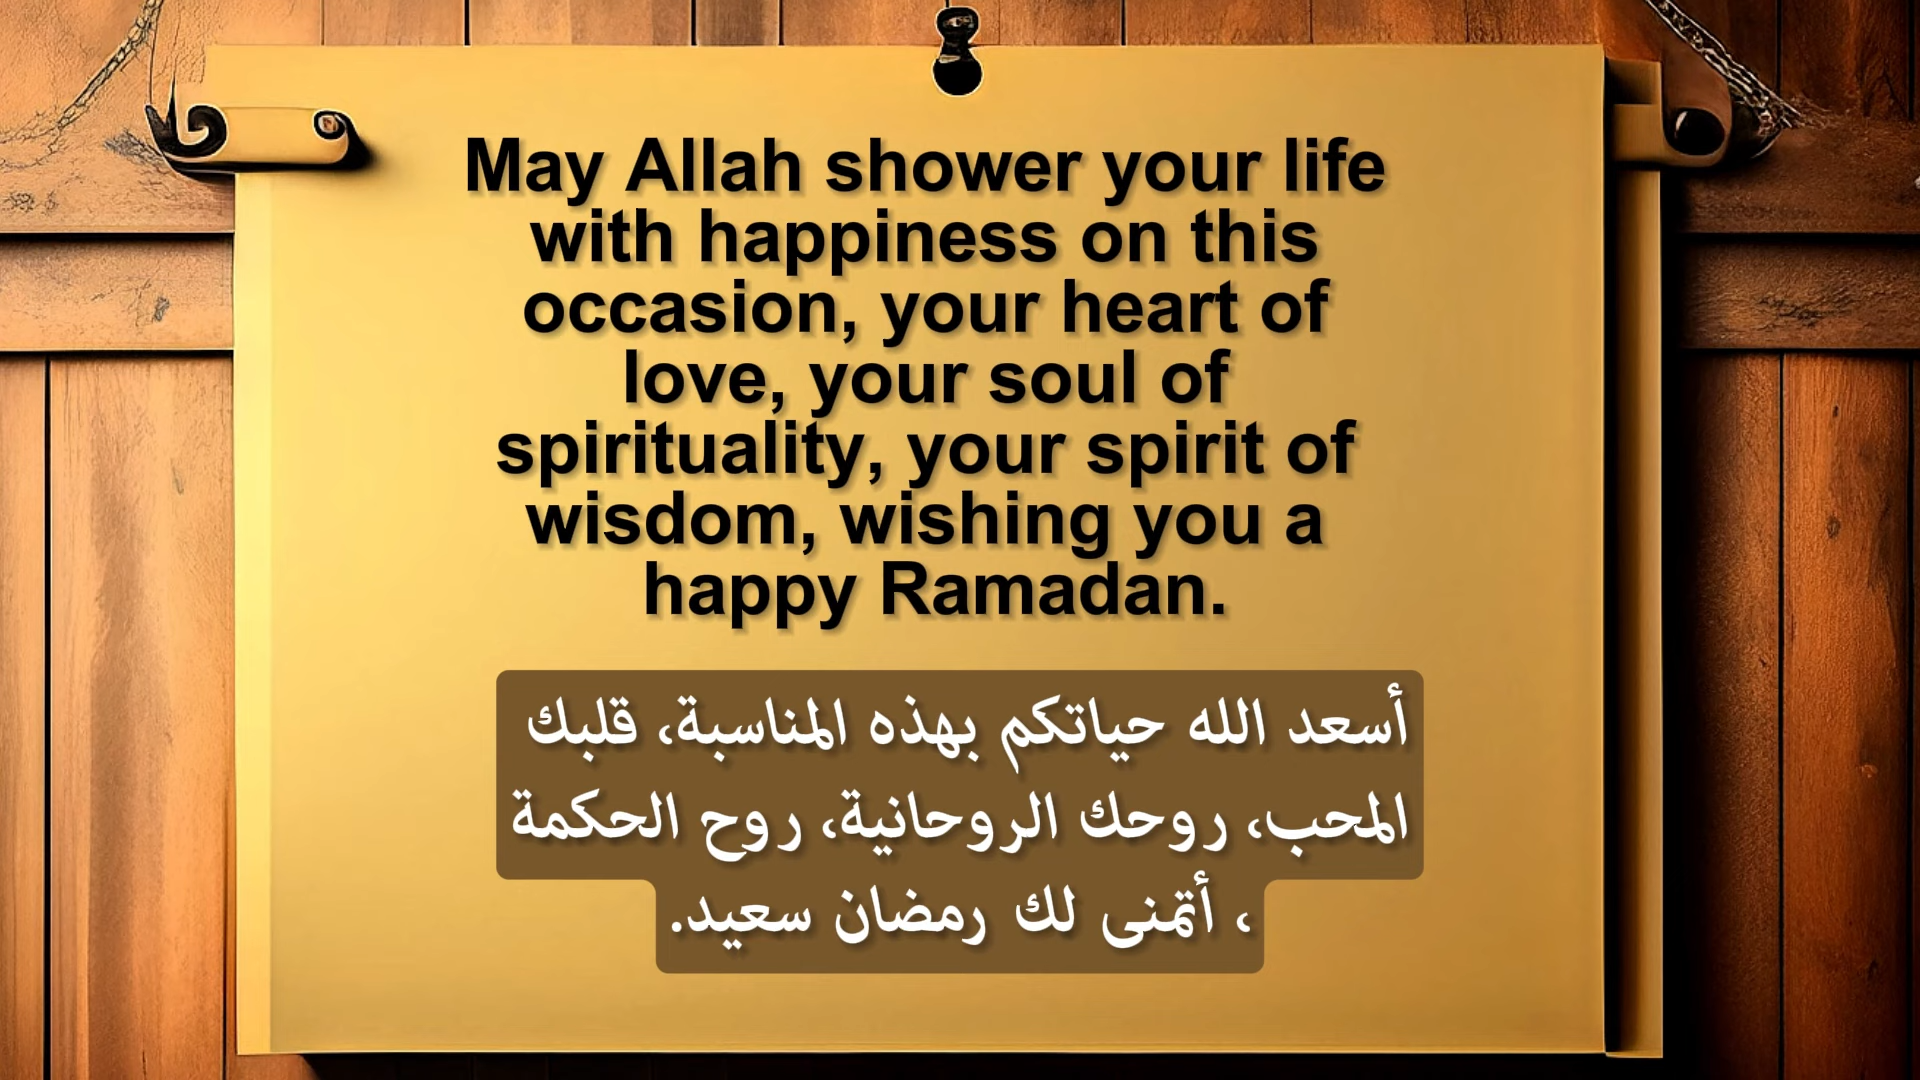 May Allah shower your life
with happiness on this
occasion, your heart of
love, your soul of
spirituality, your spirit of
wisdom, wishing you a
happy Ramadan.
أسعد الله حياتكم بهذه المناسبة، قلبك
المحب، روحك الروحانية، روح الحكمة
، أتمنى لك رمضان سعيد.